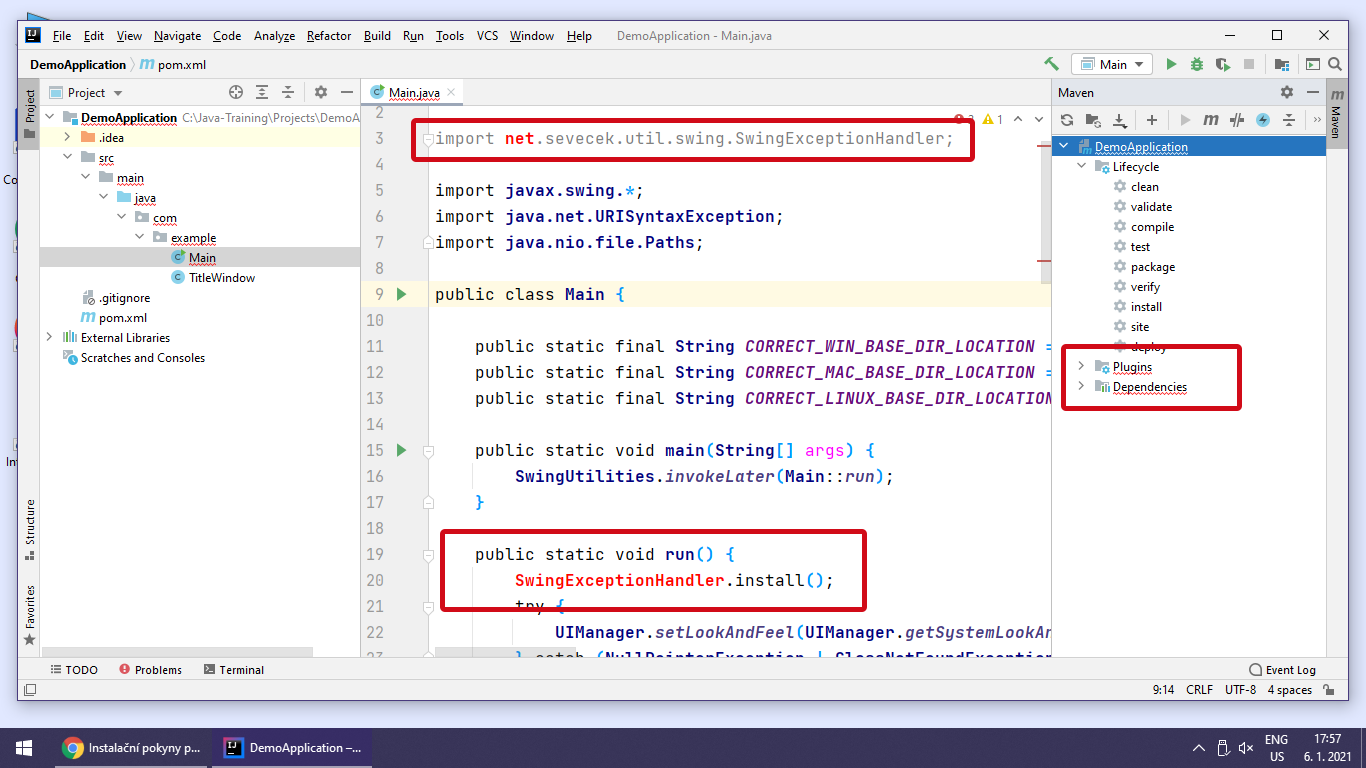 File Edit View Navigate Code Analyze Refactor Build Run Tools VCS Window Help DemoApplication - Main.java
DemoApplication pom.xml
Main
Project
Project
DemoApplication C:\Java-Training\Projects\DemoA
.idea
src
main
java
com
example
Main
TitleWindow
.gitignore
pom.xml
External Libraries
Scratches and Consoles
Structure
Favorites
Main.java
2
3 import net.sevecek.util.swing.SwingExceptionHandler;
1
4
5 import javax.swing.*;
6 import java.net.URISyntaxException;
7 import java.nio.file.Paths;
8
9 public class Main {
10
11 public static final String CORRECT_WIN_BASE_DIR_LOCATION =
12 public static final String CORRECT_MAC_BASE_DIR_LOCATION =
13 public static final String CORRECT_LINUX_BASE_DIR_LOCATION
14
15 public static void main(String[] args) {
16 SwingUtilities.invokeLater(Main::run);
17 }
18
19 public static void run() {
20 SwingExceptionHandler.install();
21 try {
22 UIManager.setLookAndFeel(UIManager.getSystemLookAn
23 } catch (NullPointerException | ClassNotFoundException
Maven
Maven
DemoApplication
Lifecycle
clean
validate
compile
test
package
verify
install
site
deploy
Plugins
Dependencies
TODO Problems Terminal Event Log
9:14 CRLF UTF-8 4 spaces
Instalační pokyny p...
DemoApplication –...
ENG
US
17:57
6. 1. 2021